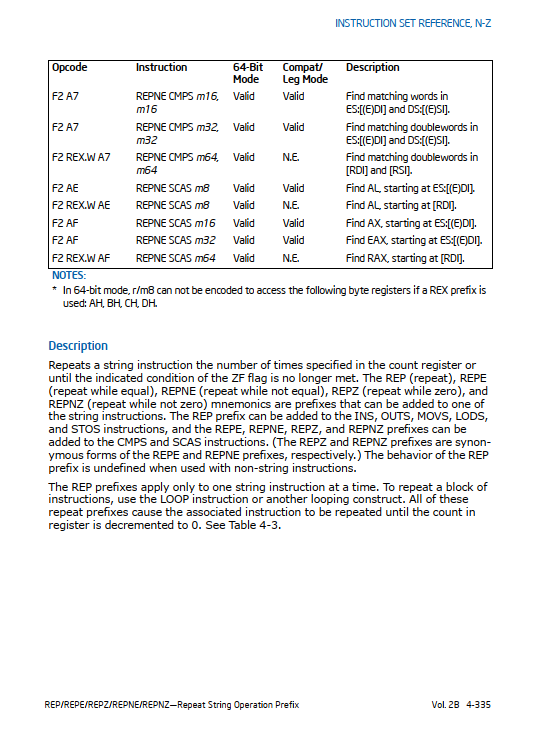 INSTRUCTION SET REFERENCE, N-Z
Opcode Instruction 64-Bit Mode Compat/ Leg Mode Description
F2 A7 REPNE CMPS m16, m16 Valid Valid Find matching words in ES:[(E)DI] and DS:[(E)SI].
F2 A7 REPNE CMPS m32, m32 Valid Valid Find matching doublewords in ES:[(E)DI] and DS:[(E)SI].
F2 REX.W A7 REPNE CMPS m64, m64 Valid N.E. Find matching doublewords in [RDI] and [RSI].
F2 AE REPNE SCAS m8 Valid Valid Find AL, starting at ES:[(E)DI].
F2 REX.W AE REPNE SCAS m8 Valid N.E. Find AL, starting at [RDI].
F2 AF REPNE SCAS m16 Valid Valid Find AX, starting at ES:[(E)DI].
F2 AF REPNE SCAS m32 Valid Valid Find EAX, starting at ES:[(E)DI].
F2 REX.W AF REPNE SCAS m64 Valid N.E. Find RAX, starting at [RDI].
NOTES:
* In 64-bit mode, r/m8 can not be encoded to access the following byte registers if a REX prefix is
used: AH, BH, CH, DH.
Description
Repeats a string instruction the number of times specified in the count register or
until the indicated condition of the ZF flag is no longer met. The REP (repeat), REPE
(repeat while equal), REPNE (repeat while not equal), REPZ (repeat while zero), and
REPNZ (repeat while not zero) mnemonics are prefixes that can be added to one of
the string instructions. The REP prefix can be added to the INS, OUTS, MOVS, LODS,
and STOS instructions, and the REPE, REPNE, REPZ, and REPNZ prefixes can be
added to the CMPS and SCAS instructions. (The REPZ and REPNZ prefixes are synon-
ymous forms of the REPE and REPNE prefixes, respectively.) The behavior of the REP
prefix is undefined when used with non-string instructions.
The REP prefixes apply only to one string instruction at a time. To repeat a block of
instructions, use the LOOP instruction or another looping construct. All of these
repeat prefixes cause the associated instruction to be repeated until the count in
register is decremented to 0. See Table 4-3.
REP/REPE/REPZ/REPNE/REPNZ—Repeat String Operation Prefix Vol. 2B 4-335